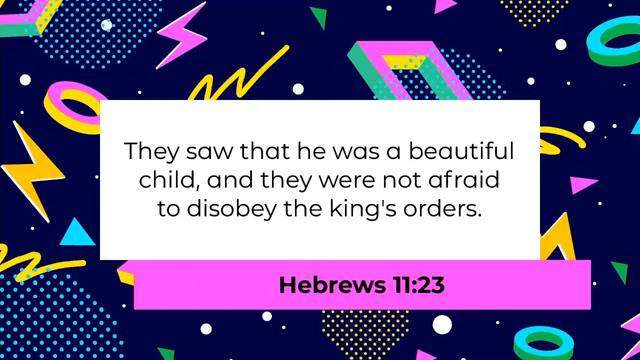 They saw that he was a beautiful
child, and they were not afraid
to disobey the king's orders.
Hebrews 11:23